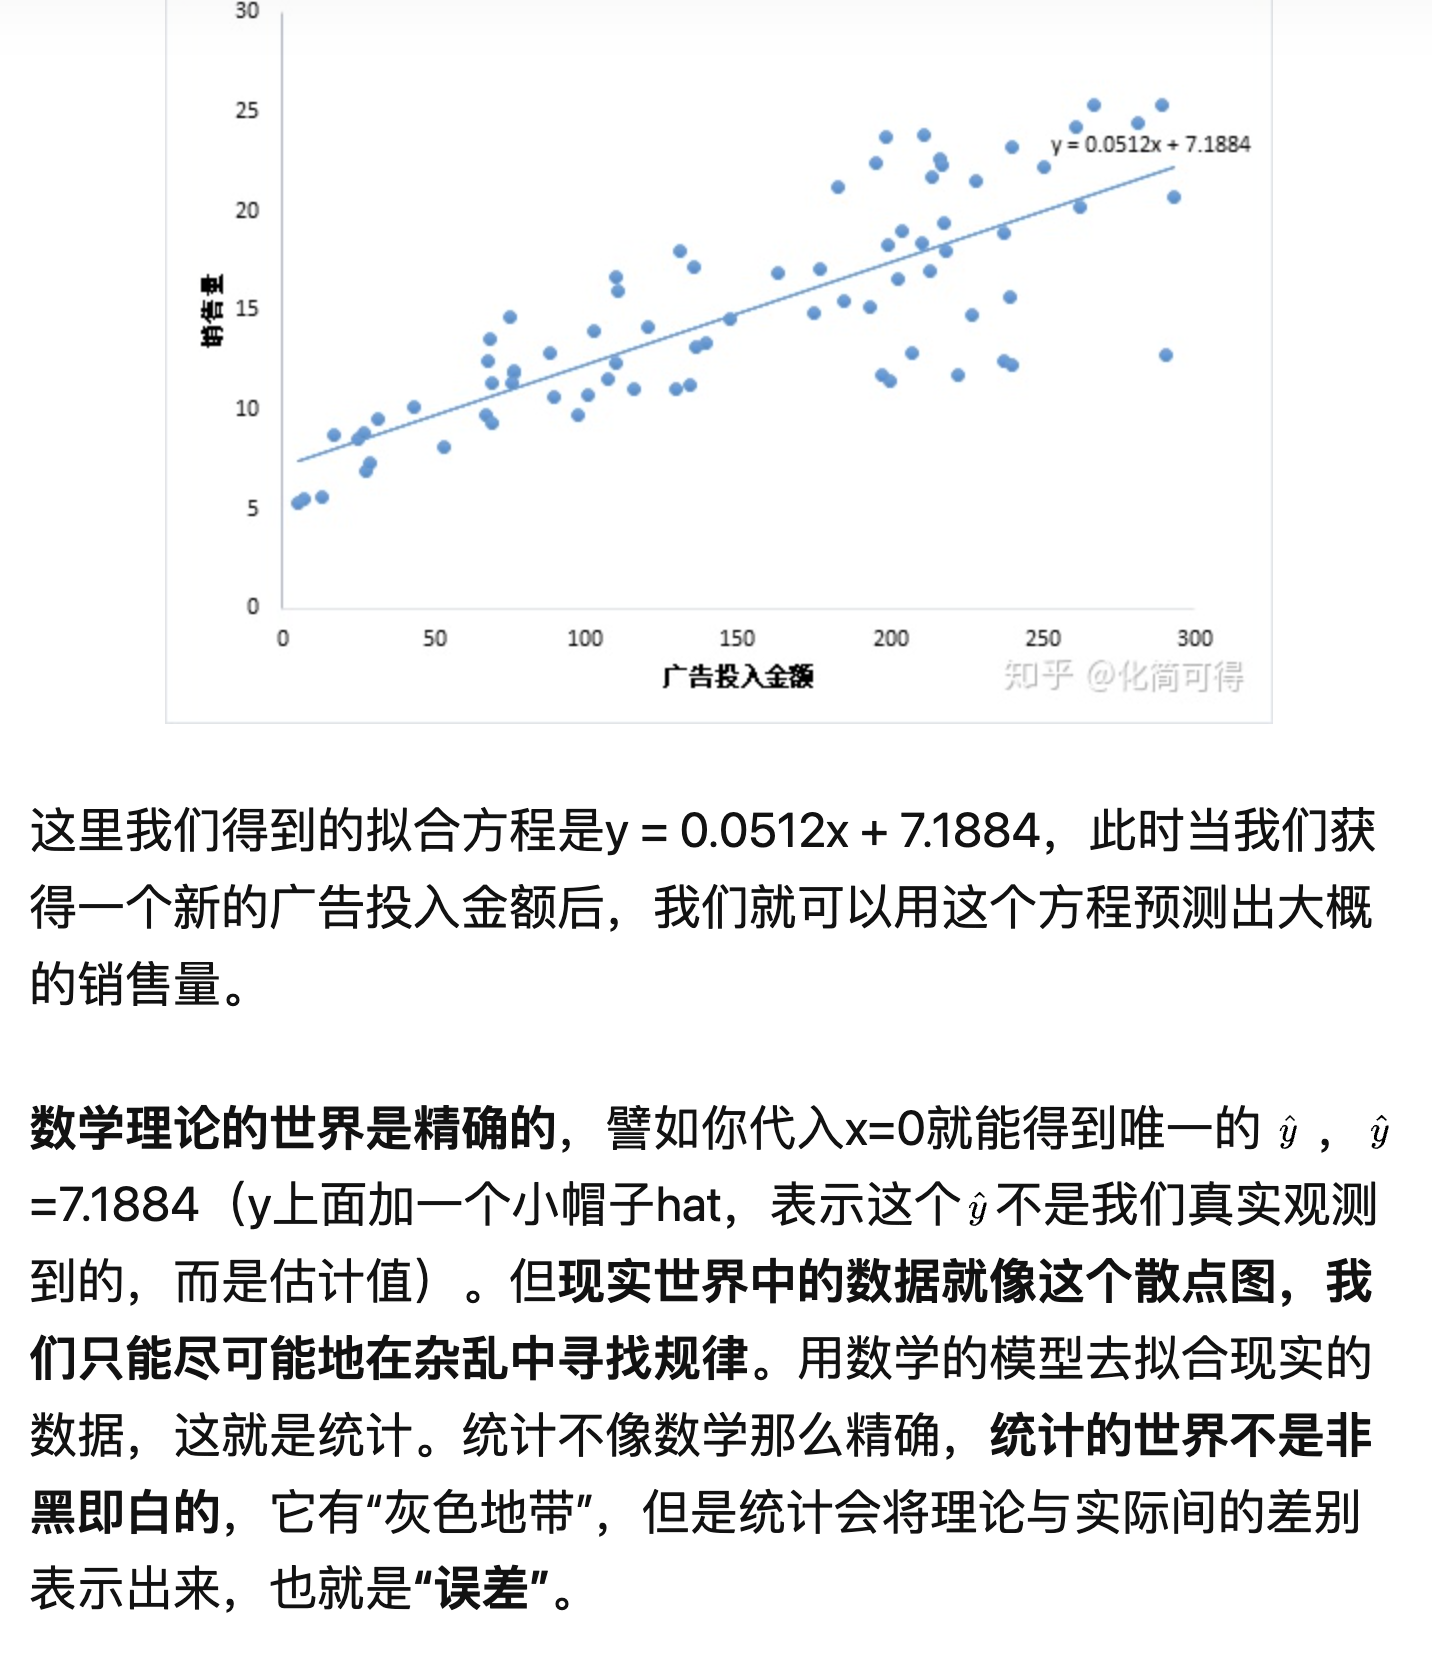 30
25
y = 0.0512x + 7.1884
20
销售量
15
10
5
0
0 50 100 150 200 250 300
广告投入金额
知乎 @化简可得
这里我们得到的拟合方程是y = 0.0512x + 7.1884，此时当我们获
得一个新的广告投入金额后，我们就可以用这个方程预测出大概
的销售量。
数学理论的世界是精确的，譬如你代入x=0就能得到唯一的 ŷ ，ŷ
=7.1884（y上面加一个小帽子hat，表示这个 ŷ 不是我们真实观测
到的，而是估计值）。但现实世界中的数据就像这个散点图，我
们只能尽可能地在杂乱中寻找规律。用数学的模型去拟合现实的
数据，这就是统计。统计不像数学那么精确，统计的世界不是非
黑即白的，它有“灰色地带”，但是统计会将理论与实际间的差别
表示出来，也就是“误差”。